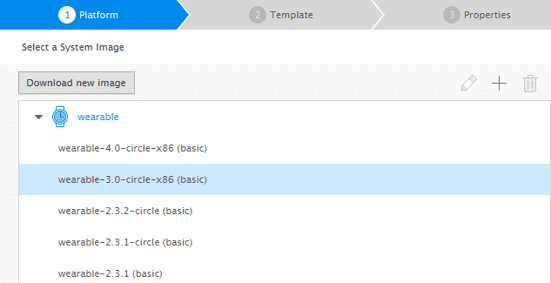 1 Platform 2 Template 3 Properties
Select a System Image
Download new image
wearable
wearable-4.0-circle-x86 (basic)
wearable-3.0-circle-x86 (basic)
wearable-2.3.2-circle (basic)
wearable-2.3.1-circle (basic)
wearable-2.3.1 (basic)